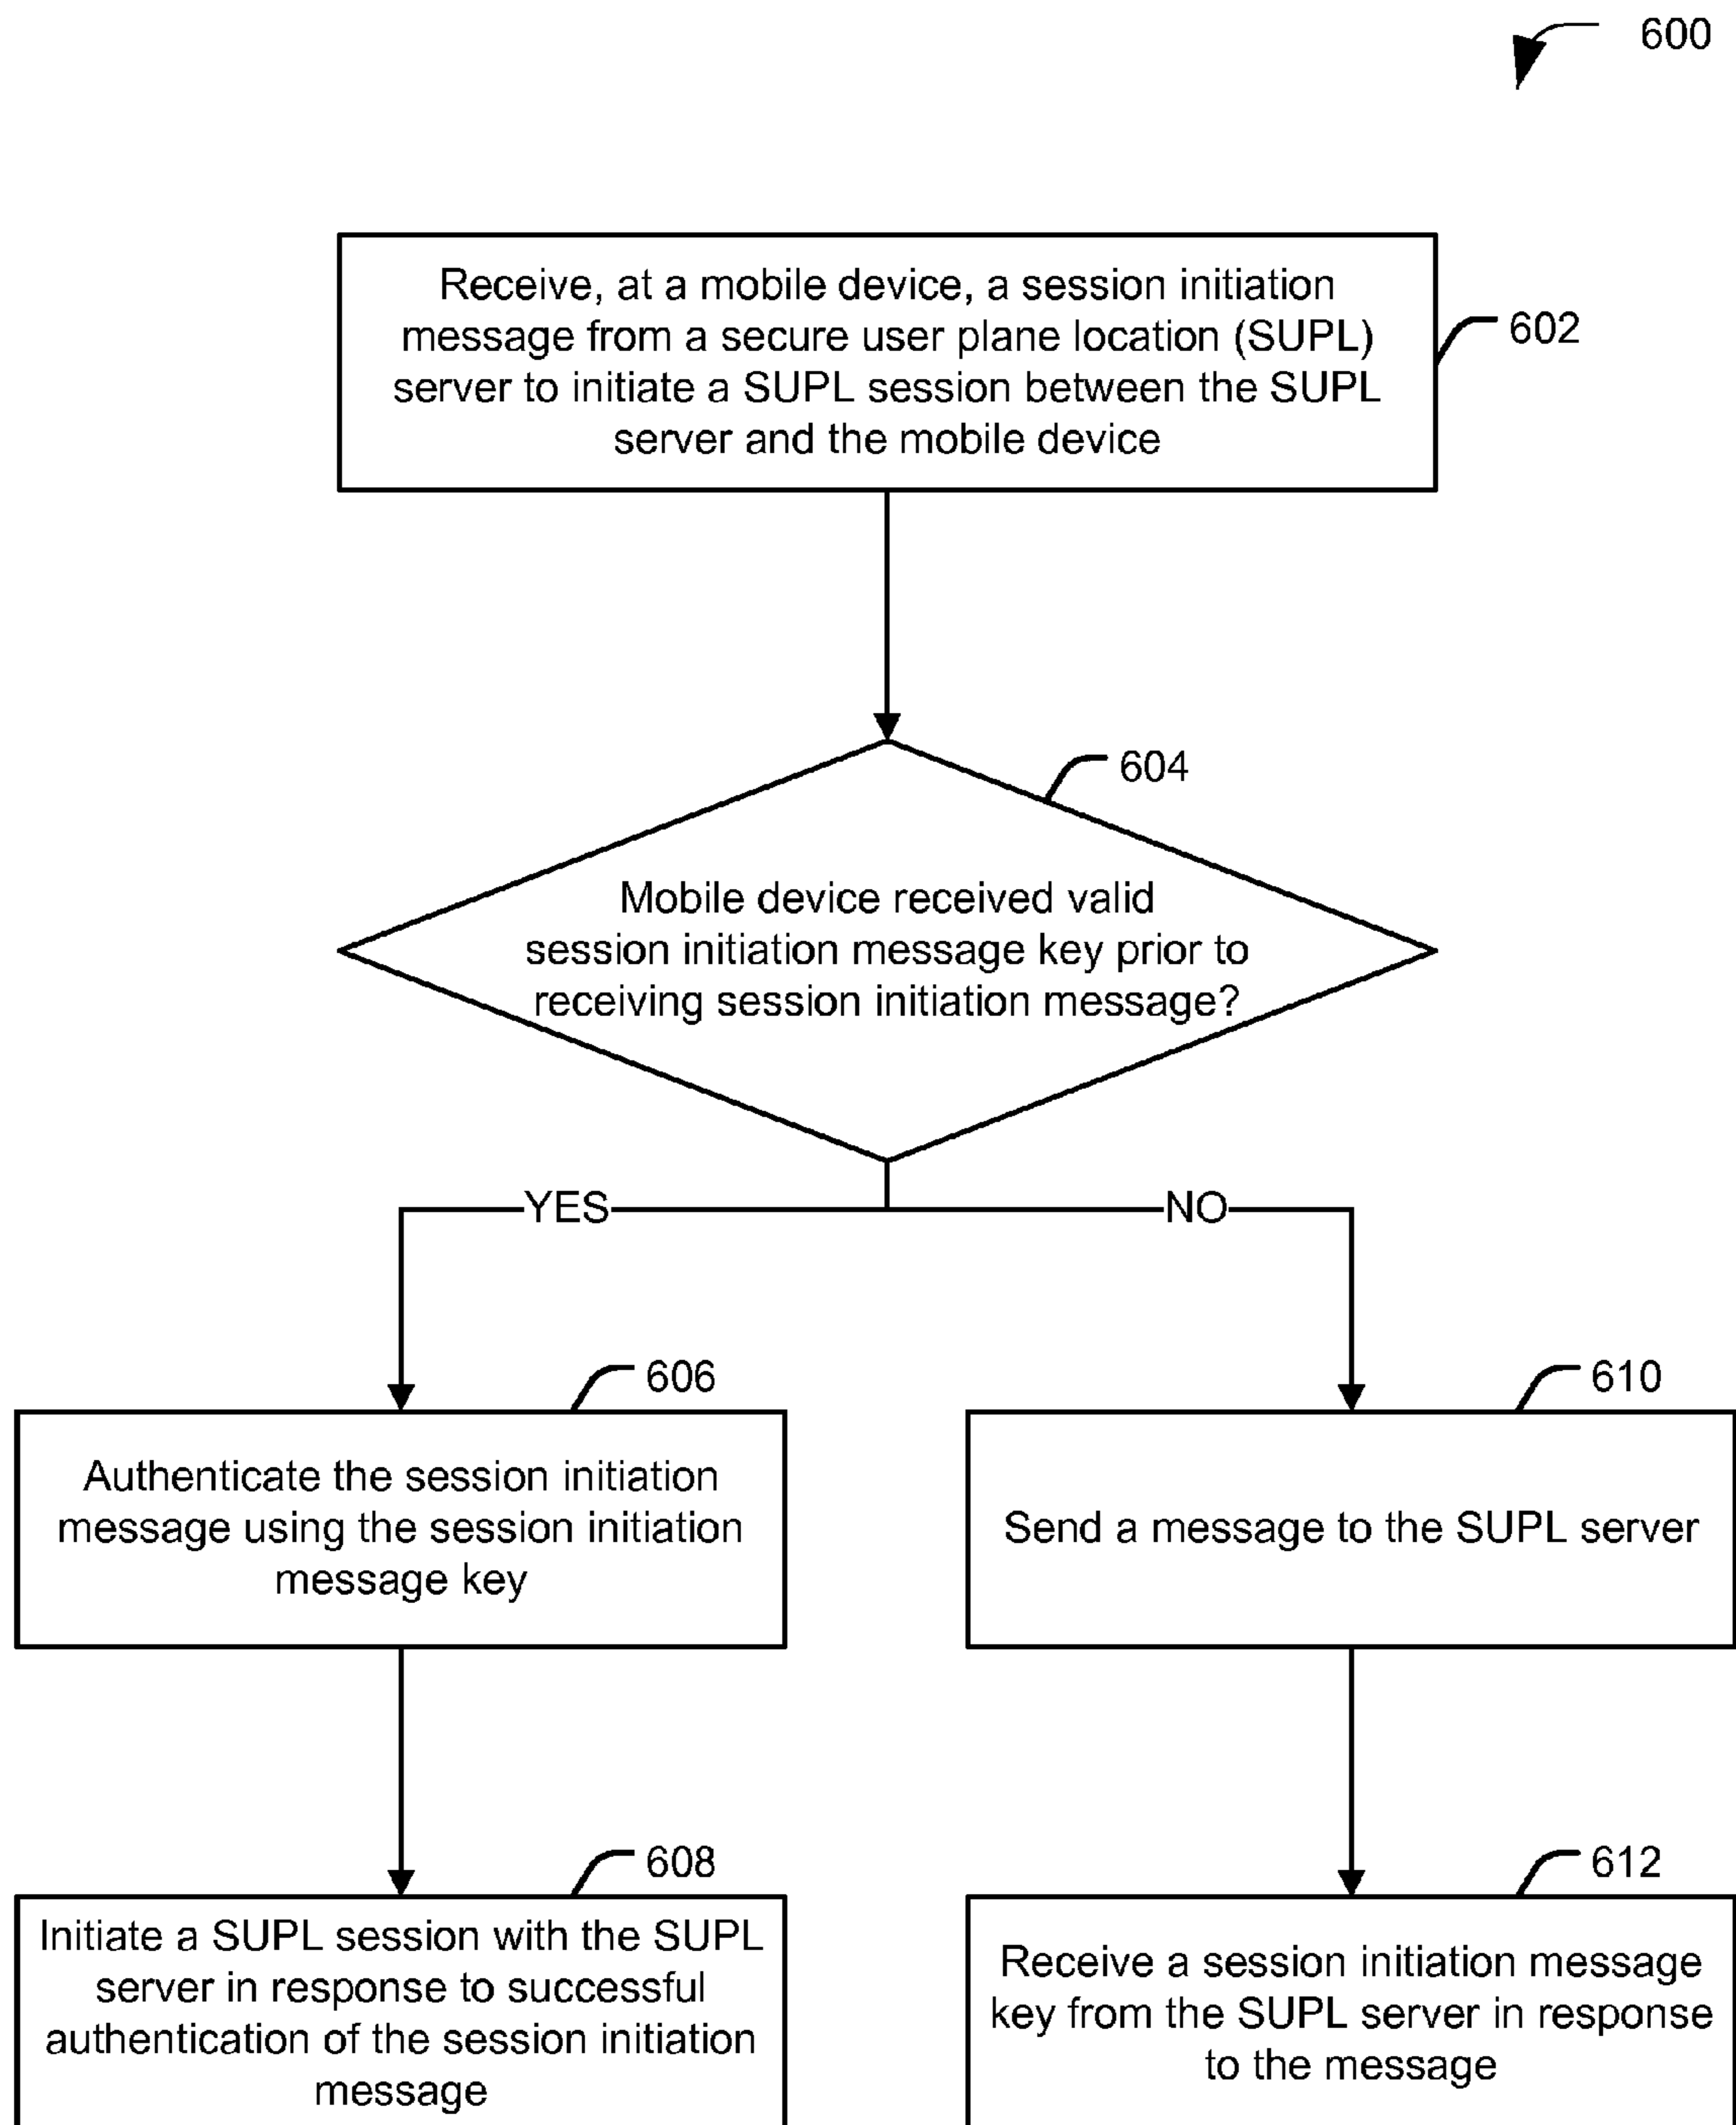 600
Receive, at a mobile device, a session initiation
message from a secure user plane location (SUPL)
server to initiate a SUPL session between the SUPL
server and the mobile device
602
604
Mobile device received valid
session initiation message key prior to
receiving session initiation message?
YES
NO
606
Authenticate the session initiation
message using the session initiation
message key
610
Send a message to the SUPL server
608
Initiate a SUPL session with the SUPL
server in response to successful
authentication of the session initiation
message
612
Receive a session initiation message
key from the SUPL server in response
to the message